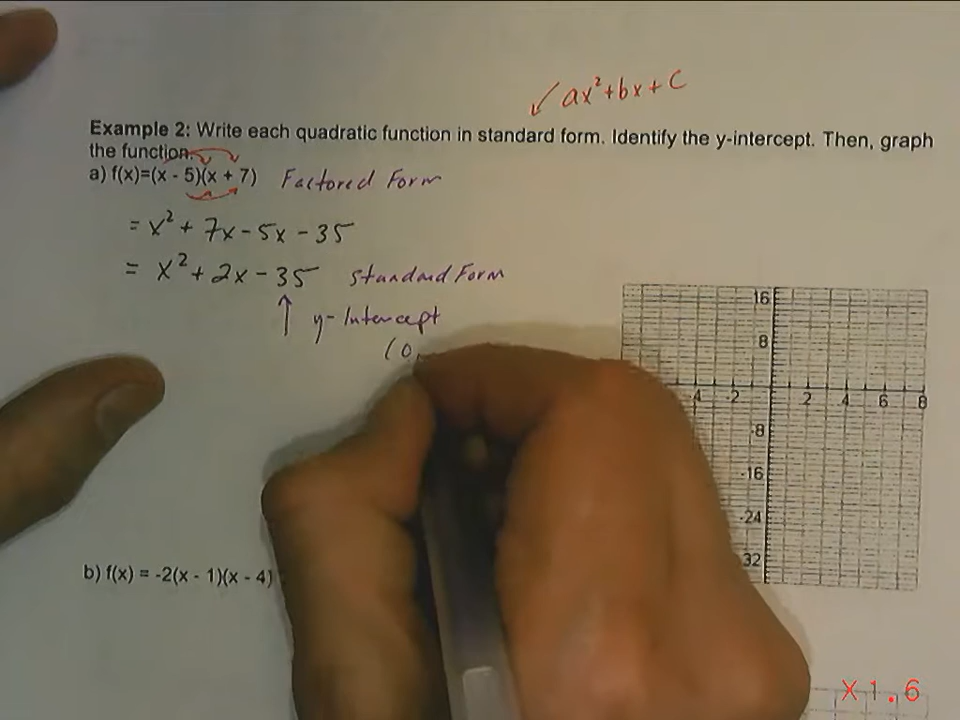 ax²+bx+c
Example 2: Write each quadratic function in standard form. Identify the y-intercept. Then, graph
the function.
a) f(x)=(x - 5)(x + 7) Factored Form
= x² + 7x - 5x - 35
= x² + 2x - 35 Standard Form
y-Intercept
(0,
16
8
-4 -2 2 4 6 8
-8
-16
-24
32
b) f(x) = -2(x - 1)(x - 4)
X1.6